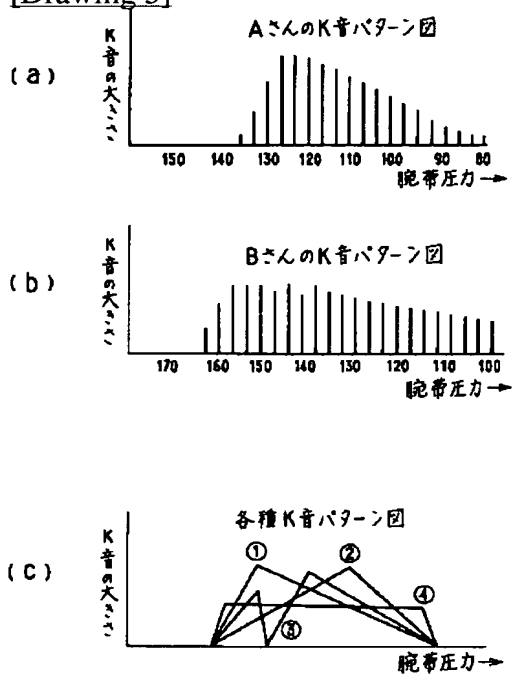 [Drawing 3]
(a)
K音の大きさ
AさんのK音パターン図
150 140 130 120 110 100 90 80
腕帯圧力→
(b)
K音の大きさ
BさんのK音パターン図
170 160 150 140 130 120 110 100
腕帯圧力→
(c)
K音の大きさ
各種K音パターン図
① ② ③ ④
腕帯圧力→